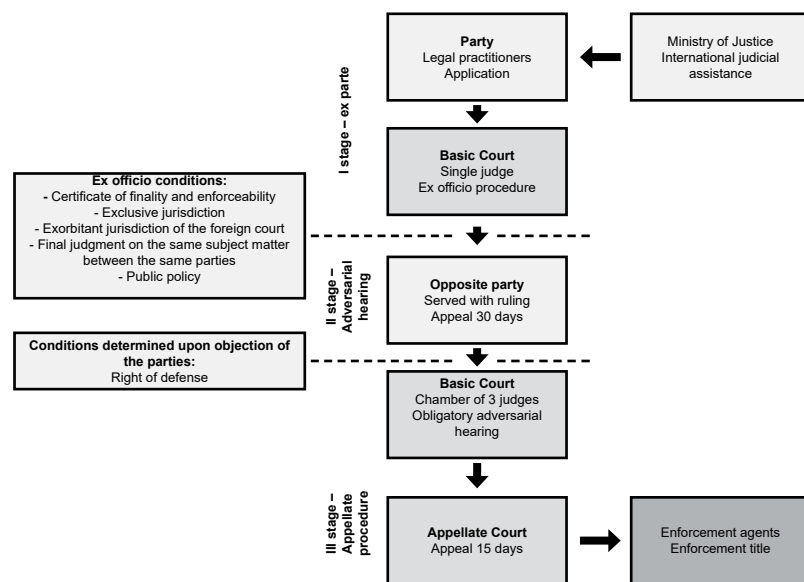 Party
Legal practitioners
Application
Ministry of Justice
International judicial
assistance
I stage – ex parte
Basic Court
Single judge
Ex officio procedure
Ex officio conditions:
- Certificate of finality and enforceability
- Exclusive jurisdiction
- Exorbitant jurisdiction of the foreign court
- Final judgment on the same subject matter
between the same parties
- Public policy
II stage –
Adversarial
hearing
Opposite party
Served with ruling
Appeal 30 days
Conditions determined upon objection of
the parties:
Right of defense
Basic Court
Chamber of 3 judges
Obligatory adversarial
hearing
III stage –
Appellate
procedure
Appellate Court
Appeal 15 days
Enforcement agents
Enforcement title